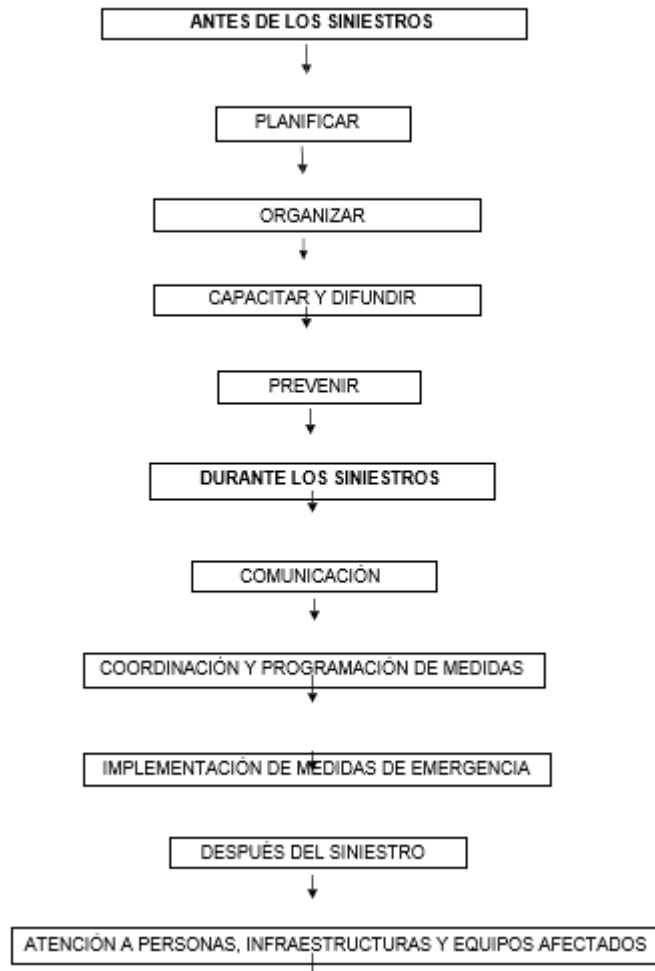 ANTES DE LOS SINIESTROS
PLANIFICAR
ORGANIZAR
CAPACITAR Y DIFUNDIR
PREVENIR
DURANTE LOS SINIESTROS
COMUNICACIÓN
COORDINACIÓN Y PROGRAMACIÓN DE MEDIDAS
IMPLEMENTACIÓN DE MEDIDAS DE EMERGENCIA
DESPUÉS DEL SINIESTRO
ATENCIÓN A PERSONAS, INFRAESTRUCTURAS Y EQUIPOS AFECTADOS